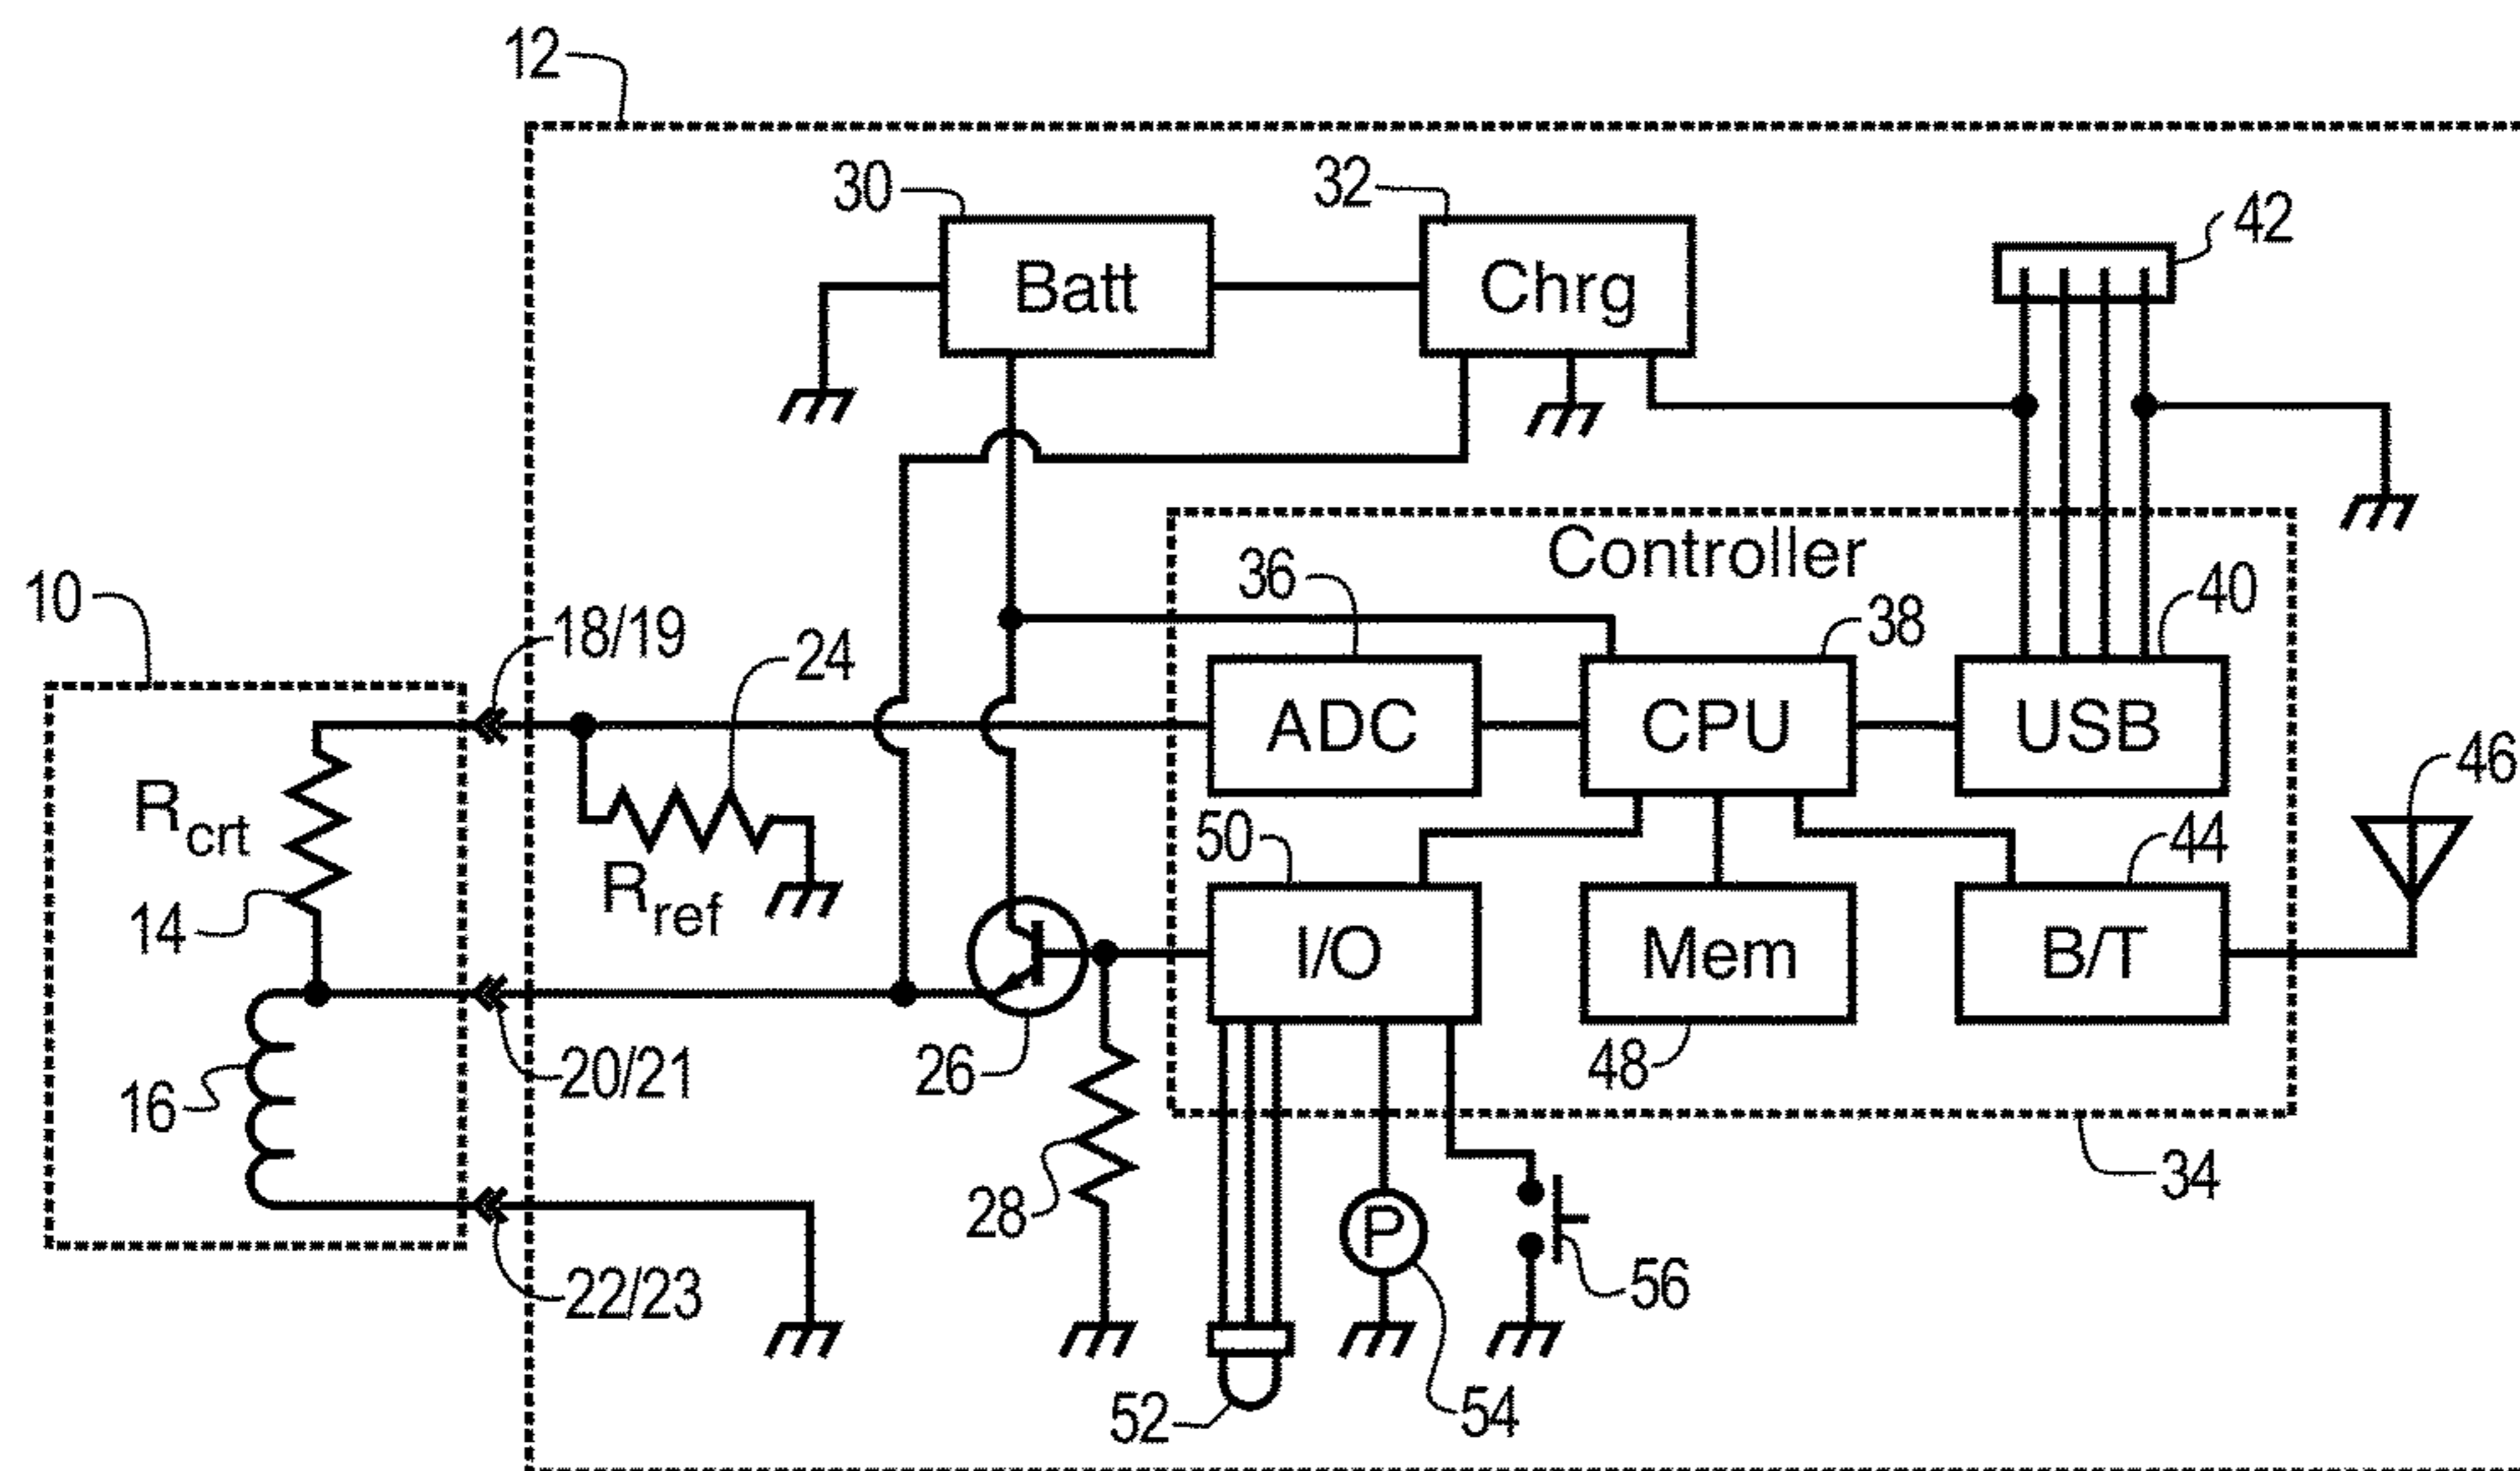 12
30
32
42
Batt
Chrg
Controller
10
18/19
24
36
38
40
ADC
CPU
USB
46
Rcrt
Rref
14
50
44
I/O
Mem
B/T
16
20/21
26
48
28
34
22/23
P
56
52
54